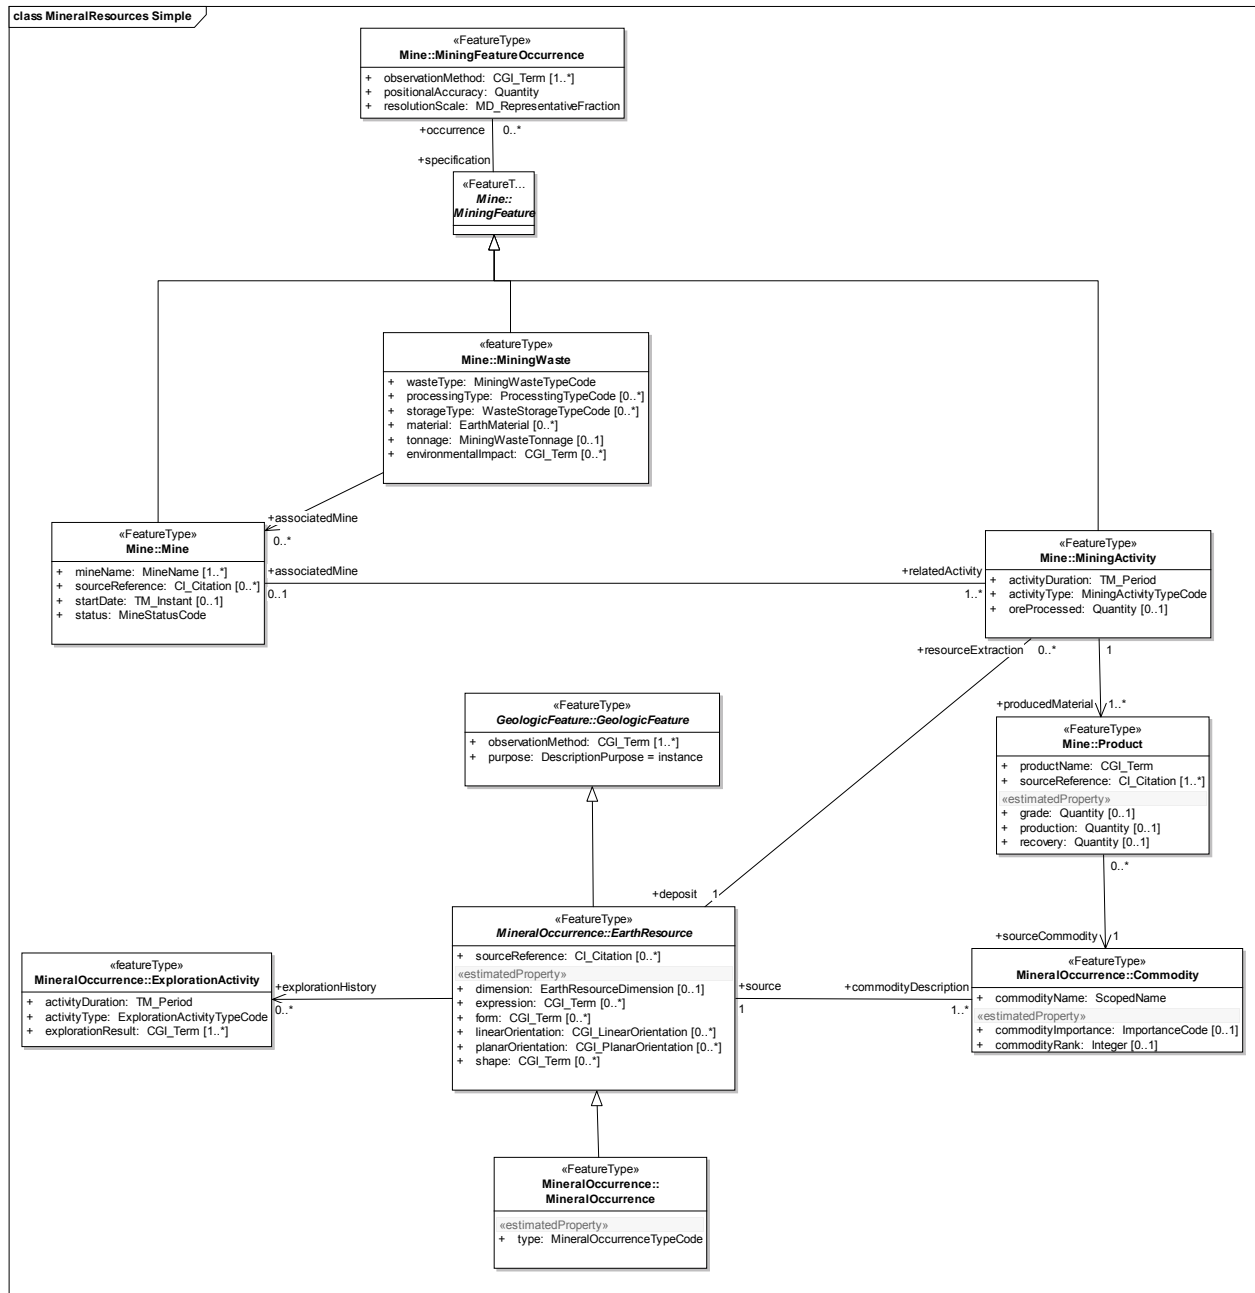 class MineralResources Simple
«FeatureType»
Mine::MiningFeatureOccurrence
+ observationMethod: CGI_Term [1..*]
+ positionalAccuracy: Quantity
+ resolutionScale: MD_RepresentativeFraction
+occurrence 0..*
+specification
«FeatureT...
Mine::
MiningFeature
«featureType»
Mine::MiningWaste
+ wasteType: MiningWasteTypeCode
+ processingType: ProcesstingTypeCode [0..*]
+ storageType: WasteStorageTypeCode [0..*]
+ material: EarthMaterial [0..*]
+ tonnage: MiningWasteTonnage [0..1]
+ environmentalImpact: CGI_Term [0..*]
+associatedMine
0..*
«FeatureType»
Mine::Mine
+ mineName: MineName [1..*]
+ sourceReference: CI_Citation [0..*]
+ startDate: TM_Instant [0..1]
+ status: MineStatusCode
+associatedMine
0..1
+relatedActivity
1..*
«FeatureType»
Mine::MiningActivity
+ activityDuration: TM_Period
+ activityType: MiningActivityTypeCode
+ oreProcessed: Quantity [0..1]
+resourceExtraction 0..*
1
+producedMaterial 1..*
«FeatureType»
Mine::Product
+ productName: CGI_Term
+ sourceReference: CI_Citation [1..*]
«estimatedProperty»
+ grade: Quantity [0..1]
+ production: Quantity [0..1]
+ recovery: Quantity [0..1]
0..*
+sourceCommodity 1
«FeatureType»
GeologicFeature::GeologicFeature
+ observationMethod: CGI_Term [1..*]
+ purpose: DescriptionPurpose = instance
+deposit 1
«FeatureType»
MineralOccurrence::EarthResource
+ sourceReference: CI_Citation [0..*]
«estimatedProperty»
+ dimension: EarthResourceDimension [0..1]
+ expression: CGI_Term [0..*]
+ form: CGI_Term [0..*]
+ linearOrientation: CGI_LinearOrientation [0..*]
+ planarOrientation: CGI_PlanarOrientation [0..*]
+ shape: CGI_Term [0..*]
«featureType»
MineralOccurrence::ExplorationActivity
+ activityDuration: TM_Period
+ activityType: ExplorationActivityTypeCode
+ explorationResult: CGI_Term [1..*]
+explorationHistory
0..*
+source
1
+commodityDescription
1..*
«FeatureType»
MineralOccurrence::Commodity
+ commodityName: ScopedName
«estimatedProperty»
+ commodityImportance: ImportanceCode [0..1]
+ commodityRank: Integer [0..1]
«FeatureType»
MineralOccurrence::
MineralOccurrence
«estimatedProperty»
+ type: MineralOccurrenceTypeCode